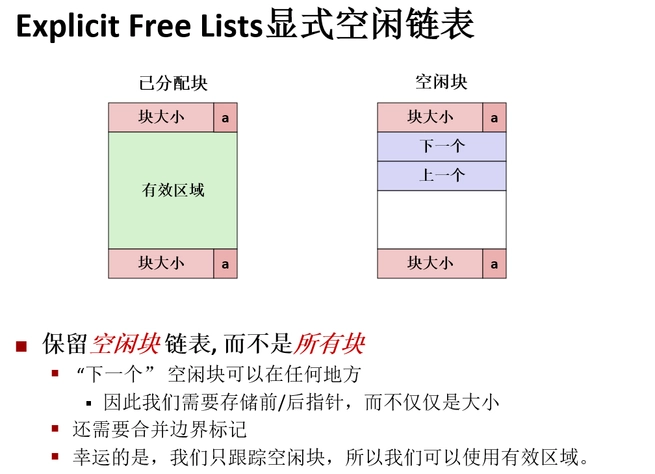 Explicit Free Lists显式空闲链表
已分配块
空闲块
块大小 a
块大小 a
下一个
上一个
有效区域
块大小 a
块大小 a
保留空闲块链表, 而不是所有块
“下一个” 空闲块可以在任何地方
因此我们需要存储前/后指针，而不仅仅是大小
还需要合并边界标记
幸运的是，我们只跟踪空闲块，所以我们可以使用有效区域。